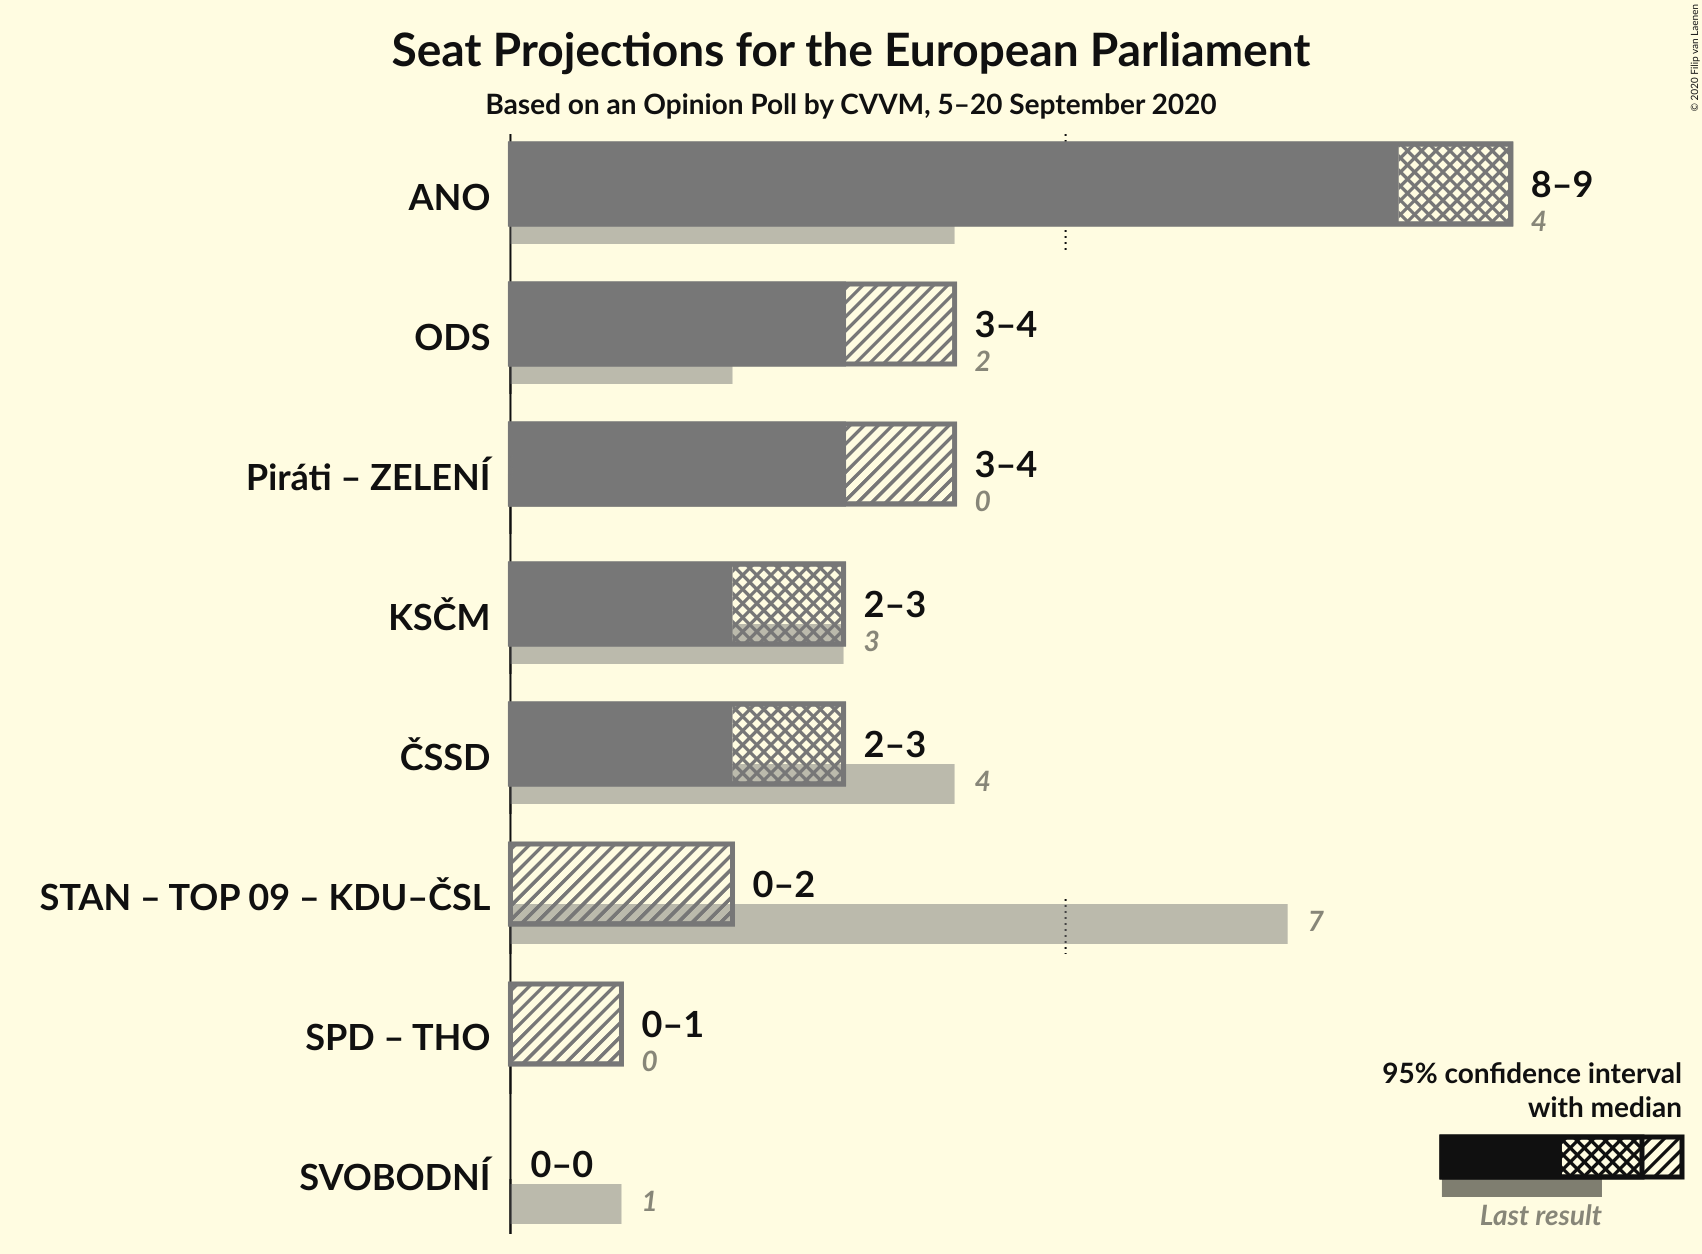 Seat Projections for the European Parliament
Based on an Opinion Poll by CVVM, 5–20 September 2020
© 2020 Filip van Laenen
ANO
8–9
4
ODS
3–4
2
Piráti – ZELENÍ
3–4
0
KSČM
2–3
3
ČSSD
2–3
4
STAN – TOP 09 – KDU–ČSL
0–2
7
SPD – THO
0–1
0
SVOBODNÍ
0–0
1
95% confidence interval
with median
Last result